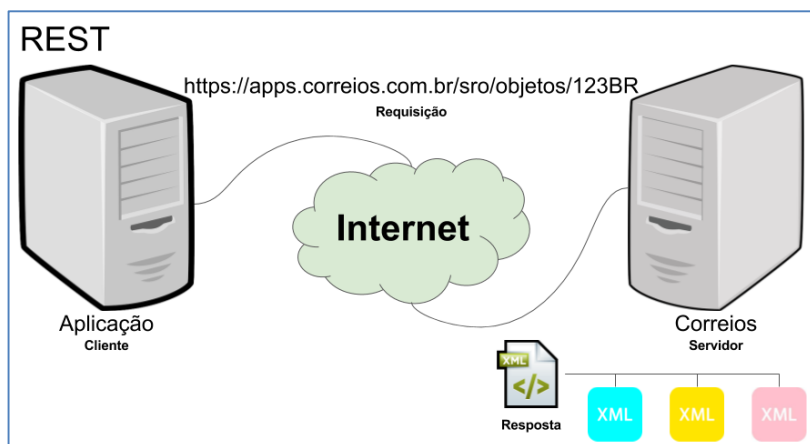 REST
https://apps.correios.com.br/sro/objetos/123BR
Requisição
Internet
Aplicação
Cliente
Correios
Servidor
XML
</>
Resposta
XML
XML
XML